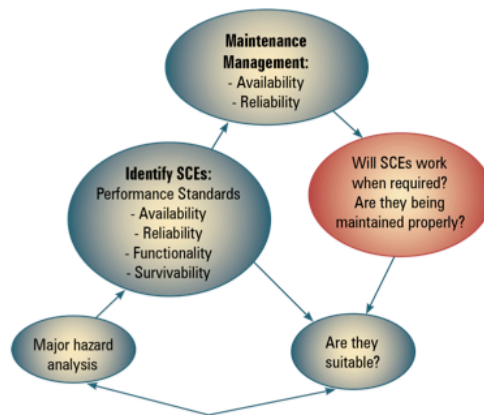 Maintenance
Management:
- Availability
- Reliability
Identify SCEs:
Performance Standards
- Availability
- Reliability
- Functionality
- Survivability
Will SCEs work
when required?
Are they being
maintained properly?
Major hazard
analysis
Are they
suitable?